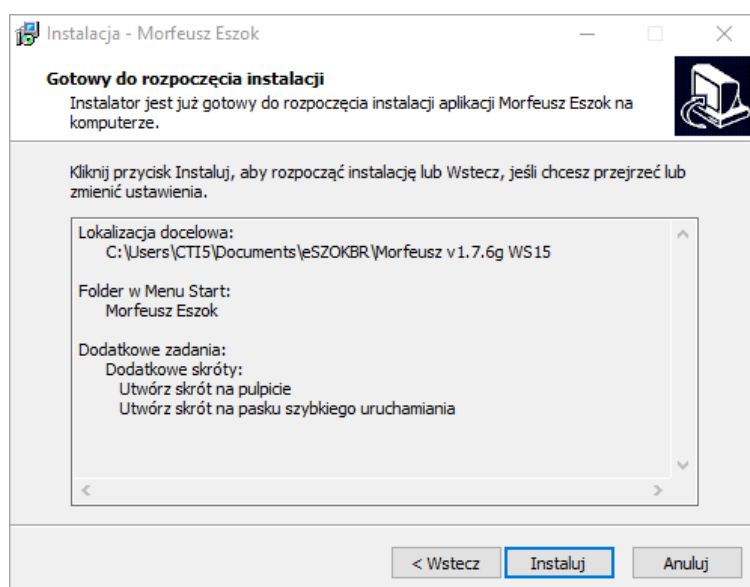 Instalacja - Morfeusz Eszok
Gotowy do rozpoczęcia instalacji
Instalator jest już gotowy do rozpoczęcia instalacji aplikacji Morfeusz Eszok na
komputerze.
Kliknij przycisk Instaluj, aby rozpocząć instalację lub Wstecz, jeśli chcesz przejrzeć lub
zmienić ustawienia.
Lokalizacja docelowa:
C:\Users\CTI5\Documents\eSZOKBR\Morfeusz v1.7.6g WS15
Folder w Menu Start:
Morfeusz Eszok
Dodatkowe zadania:
Dodatkowe skróty:
Utwórz skrót na pulpicie
Utwórz skrót na pasku szybkiego uruchamiania
< Wstecz
Instaluj
Anuluj